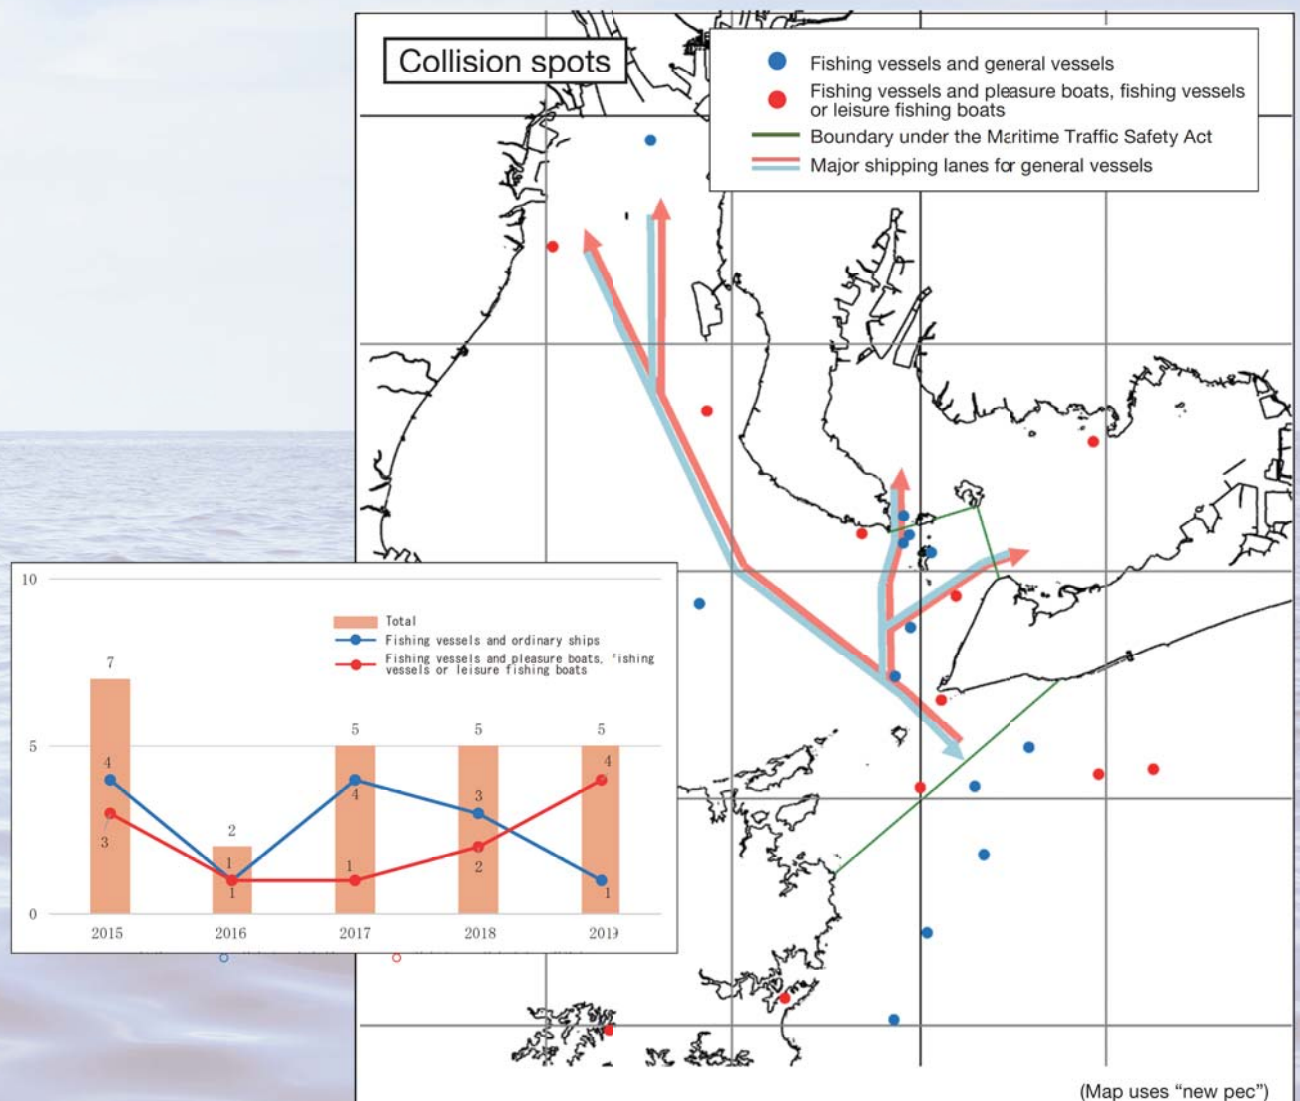 Collision spots
Fishing vessels and general vessels
Fishing vessels and pleasure boats, fishing vessels
or leisure fishing boats
Boundary under the Maritime Traffic Safety Act
Major shipping lanes for general vessels
10
5
0
Total
Fishing vessels and ordinary ships
Fishing vessels and pleasure boats, 'ishing
vessels or leisure fishing boats
7
4
3
2
1
1
5
4
1
5
3
2
5
4
1
2015
2016
2017
2018
2019
(Map uses “new pec”)